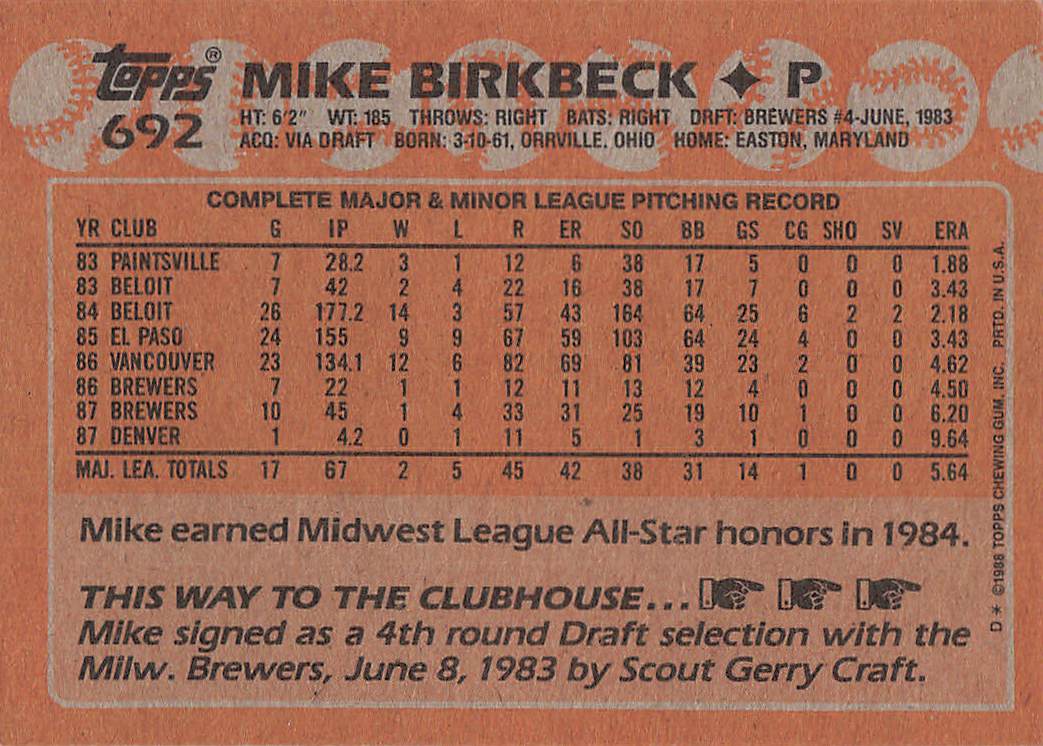 Topps® MIKE BIRKBECK ✦ P
692
HT: 6'2" WT: 185 THROWS: RIGHT BATS: RIGHT DRFT: BREWERS #4-JUNE, 1983
ACQ: VIA DRAFT BORN: 3-10-61, ORRVILLE, OHIO HOME: EASTON, MARYLAND
COMPLETE MAJOR & MINOR LEAGUE PITCHING RECORD
YR CLUB G IP W L R ER SO BB GS CG SHO SV ERA
83 PAINTSVILLE 7 28.2 3 1 12 6 38 17 5 0 0 0 1.88
83 BELOIT 7 42 2 4 22 16 38 17 7 0 0 0 3.43
84 BELOIT 26 177.2 14 3 57 43 164 64 25 6 2 2 2.18
85 EL PASO 24 155 9 9 67 59 103 64 24 4 0 0 3.43
86 VANCOUVER 23 134.1 12 6 82 69 81 39 23 2 0 0 4.62
86 BREWERS 7 22 1 1 12 11 13 12 4 0 0 0 4.50
87 BREWERS 10 45 1 4 33 31 25 19 10 1 0 0 6.20
87 DENVER 1 4.2 0 1 11 5 1 3 1 0 0 0 9.64
MAJ. LEA. TOTALS 17 67 2 5 45 42 38 31 14 1 0 0 5.64
Mike earned Midwest League All-Star honors in 1984.
THIS WAY TO THE CLUBHOUSE...
Mike signed as a 4th round Draft selection with the
Milw. Brewers, June 8, 1983 by Scout Gerry Craft.
D* ©1988 TOPPS CHEWING GUM, INC. PRTD. IN U.S.A.